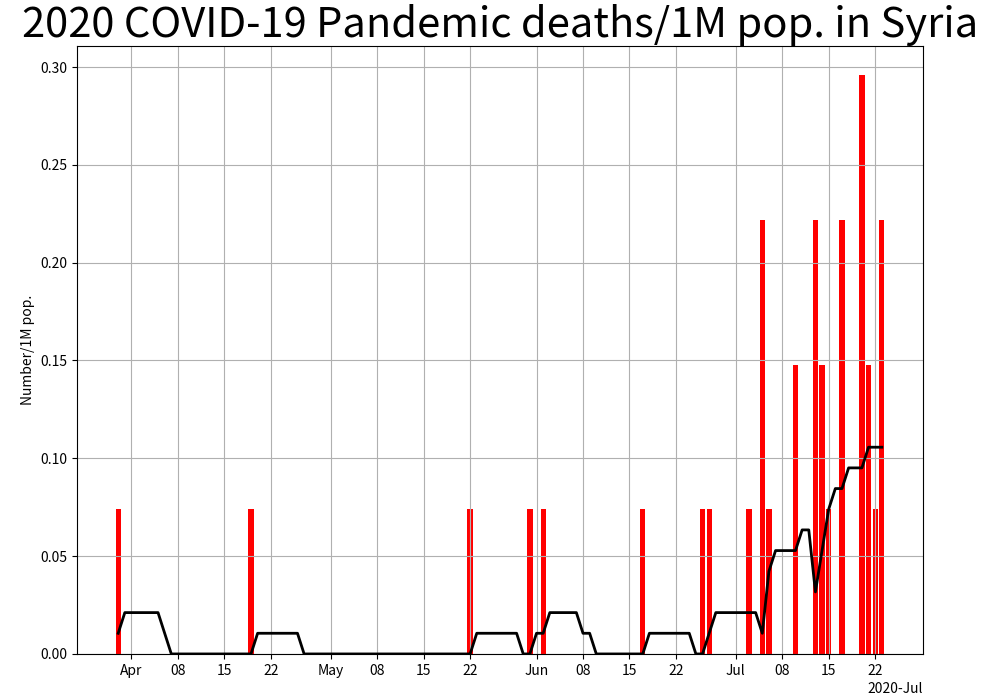 2020 COVID-19 Pandemic deaths/1M pop. in Syria
0.30
0.25
0.20
0.15
0.10
0.05
0.00
Number/1M pop.
Apr 08 15 22 May 08 15 22 Jun 08 15 22 Jul 08 15 22
2020-Jul